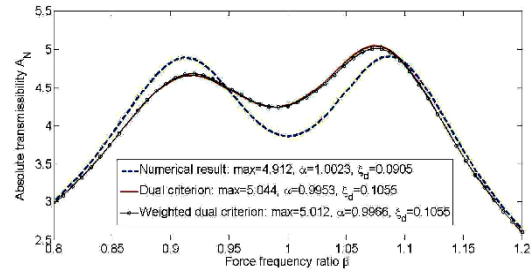 5.5
5
4.5
4
3.5
3
2.5
Absolute transmissibility A_N
Numerical result: max=4.912, α=1.0023, ξ_d=0.0905
Dual criterion: max=5.044, α=0.9953, ξ_d=0.1055
Weighted dual criterion: max=5.012, α=0.9966, ξ_d=0.1055
0.8 0.85 0.9 0.95 1 1.05 1.1 1.15 1.2
Force frequency ratio β